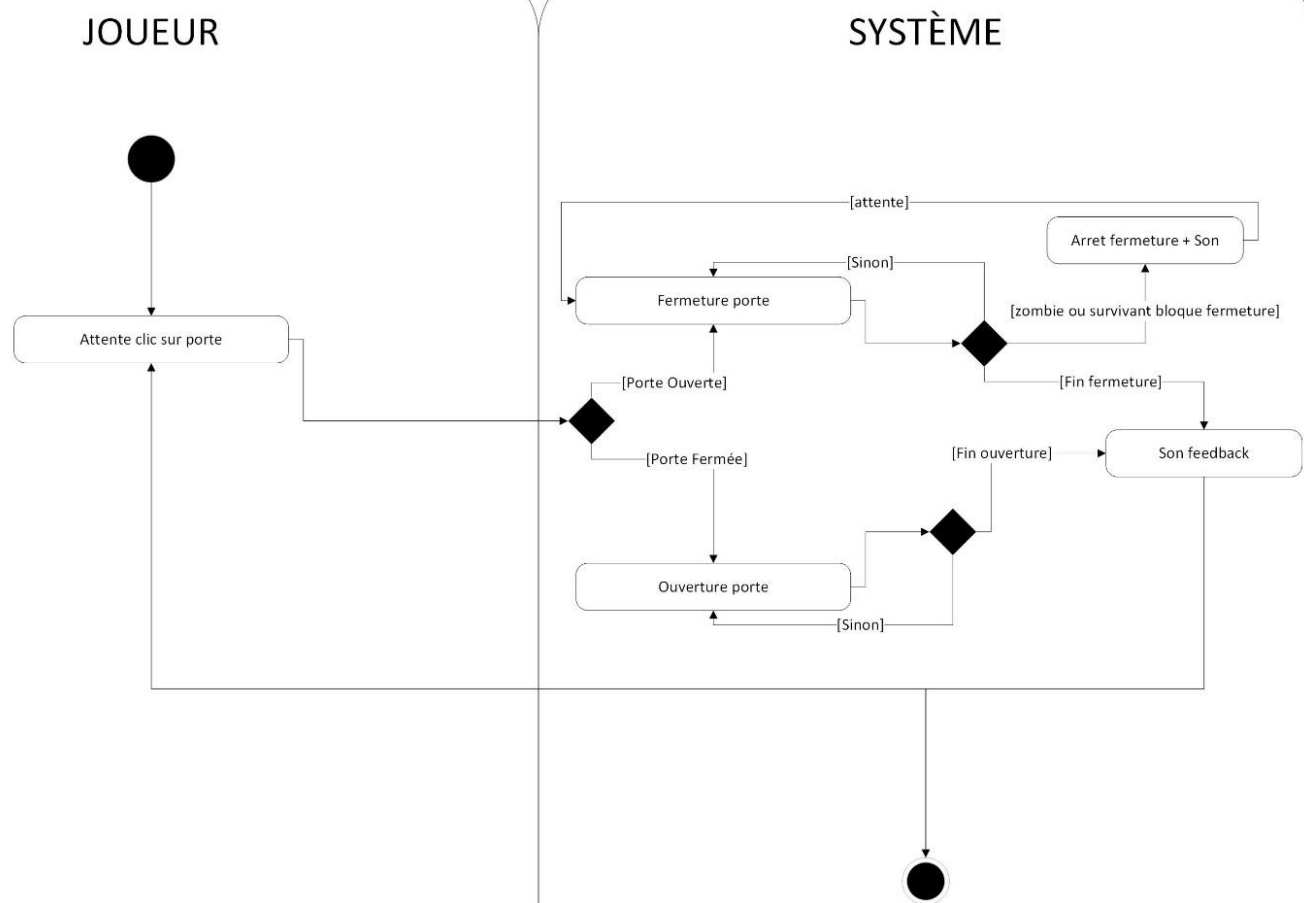 JOUEUR
SYSTÈME
[attente]
Arret fermeture + Son
[Sinon]
Fermeture porte
[zombie ou survivant bloque fermeture]
Attente clic sur porte
[Porte Ouverte]
[Fin fermeture]
[Porte Fermée]
[Fin ouverture]
Son feedback
Ouverture porte
[Sinon]